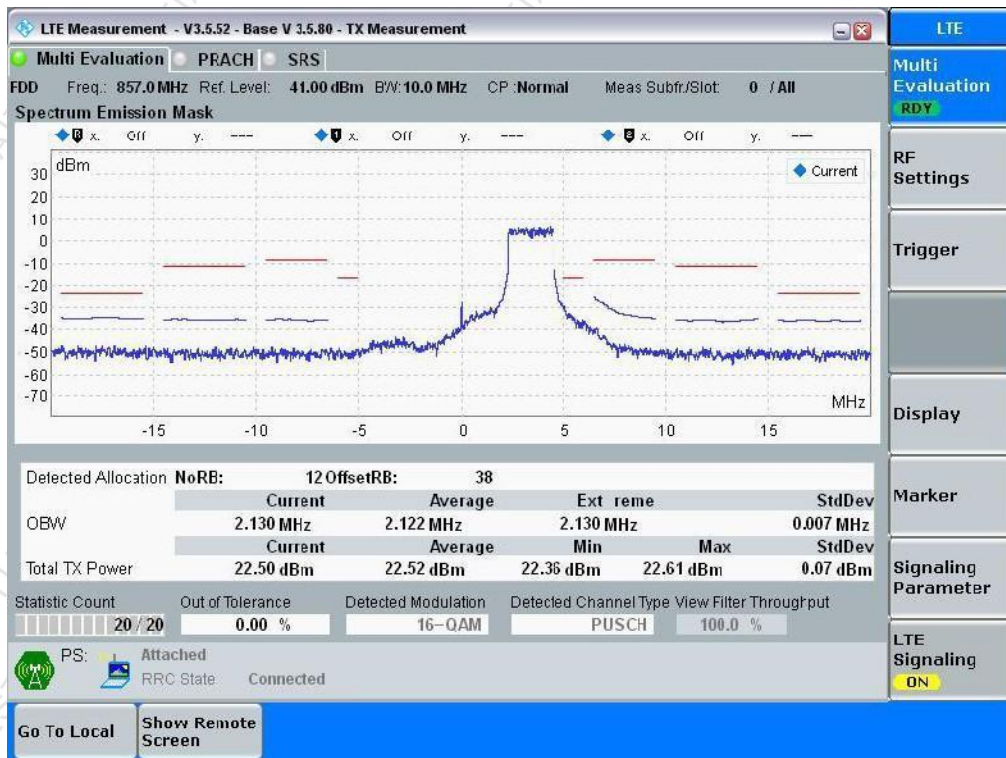 LTE Measurement - V3.5.52 - Base V 3.5.80 - TX Measurement
LTE
Multi Evaluation PRACH SRS
Multi
Evaluation
RDY
FDD Freq.: 857.0 MHz Ref. Level: 41.00 dBm BW: 10.0 MHz CP :Normal Meas Subfr./Slot: 0 / All
Spectrum Emission Mask
R x. Off y. --- 1 x. Off y. --- 2 x. Off y. ---
dBm
Current
30
20
10
0
-10
-20
-30
-40
-50
-60
-70
MHz
-15 -10 -5 0 5 10 15
RF
Settings
Trigger
Display
Marker
Signaling
Parameter
LTE
Signaling
ON
Detected Allocation NoRB: 12 OffsetRB: 38
Current Average Ext reme StdDev
OBW 2.130 MHz 2.122 MHz 2.130 MHz 0.007 MHz
Current Average Min Max StdDev
Total TX Power 22.50 dBm 22.52 dBm 22.36 dBm 22.61 dBm 0.07 dBm
Statistic Count Out of Tolerance Detected Modulation Detected Channel Type View Filter Throughput
20 / 20 0.00 % 16-QAM PUSCH 100.0 %
PS: Attached
RRC State Connected
Go To Local
Show Remote
Screen